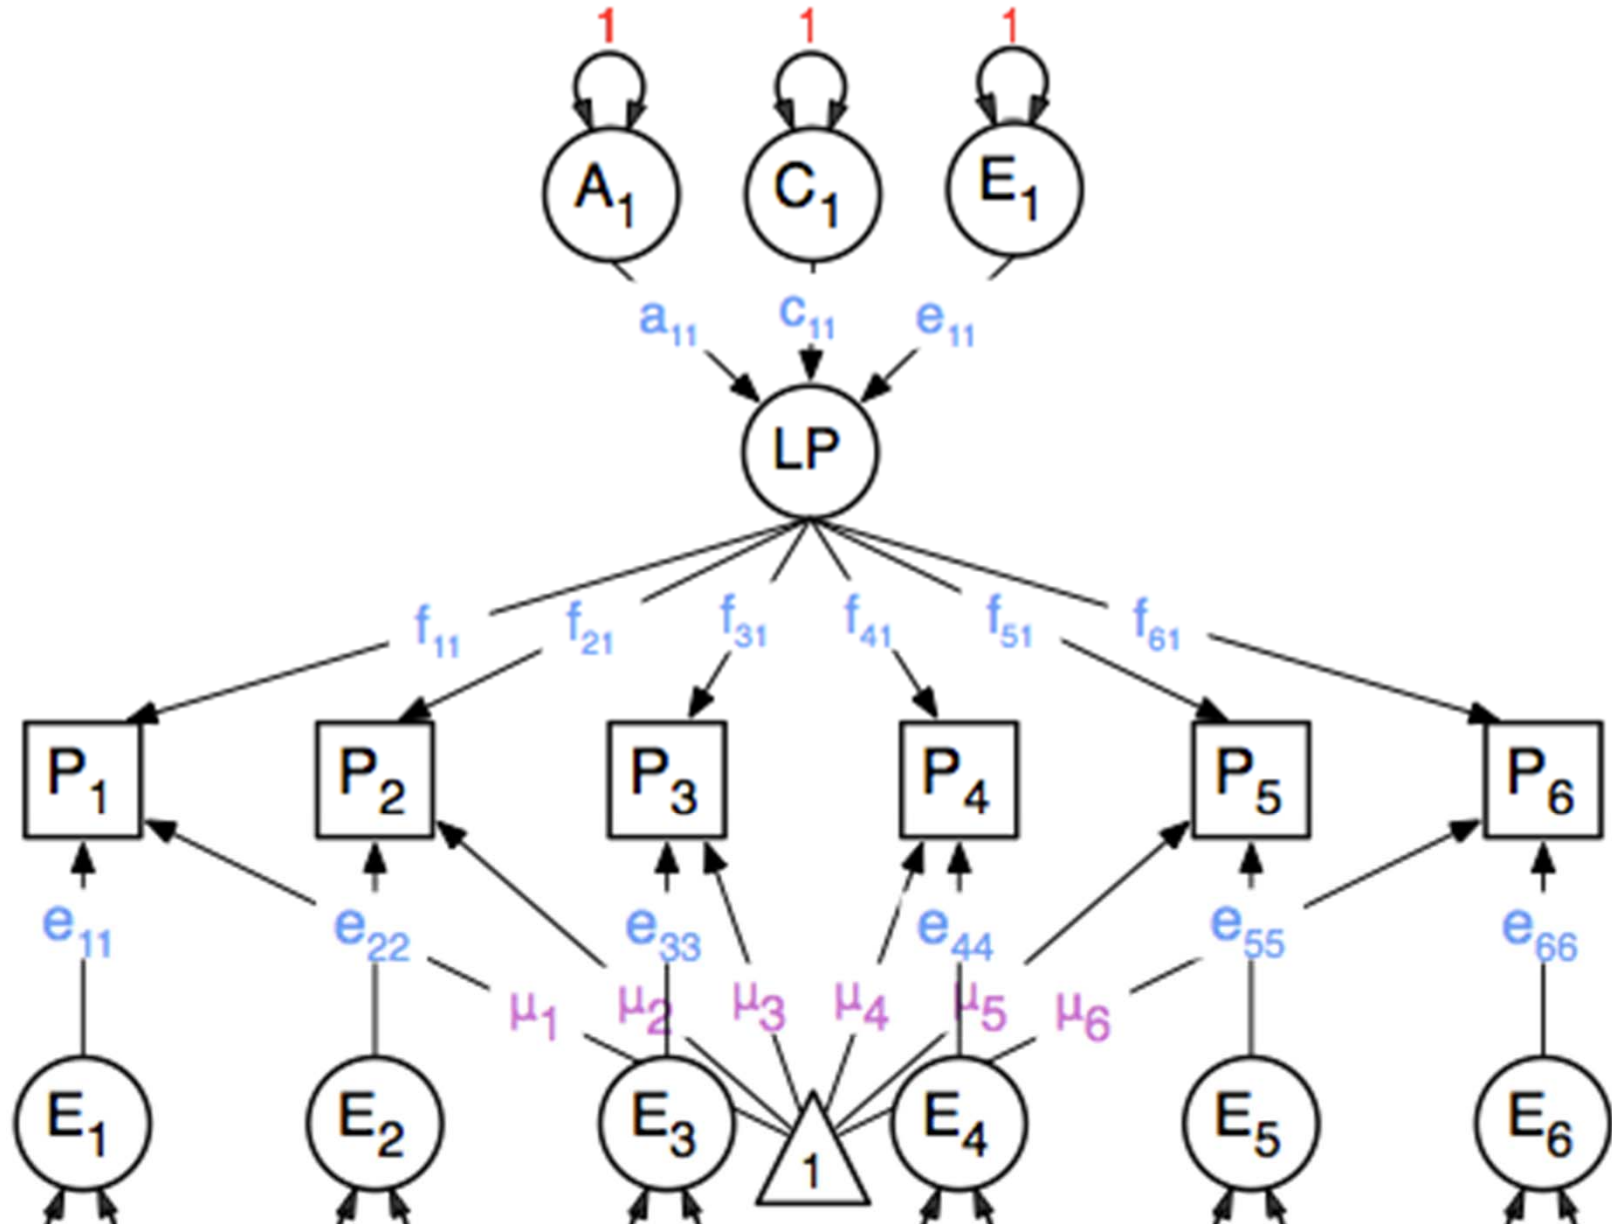 1 1 1
A₁ C₁ E₁
a₁₁ c₁₁ e₁₁
LP
f₁₁ f₂₁ f₃₁ f₄₁ f₅₁ f₆₁
P₁ P₂ P₃ P₄ P₅ P₆
e₁₁ e₂₂ e₃₃ e₄₄ e₅₅ e₆₆
μ₁ μ₂ μ₃ μ₄ μ₅ μ₆
E₁ E₂ E₃ 1 E₄ E₅ E₆